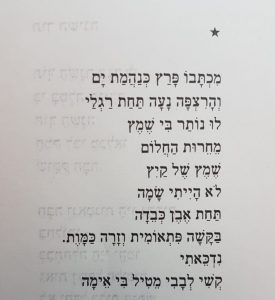 ★
מִכְתָּבוֹ פָּרַץ כְּנַהֲמַת יָם
וְהָרִצְפָּה נָעָה תַּחַת רַגְלַי
לוּ נוֹתַר בִּי שֶׁמֶץ
מֵחֵרוּת הַחֲלוֹם
שֶׁמֶץ שֶׁל קַיִץ
לֹא הָיִיתִי שָׂמָה
תַּחַת אֶבֶן כְּבֵדָה
בַּקָּשָׁה פִּתְאוֹמִית וְזָרָה כַּמָּוֶת.
נִדְכֵּאתִי
קְשִׁי לְבָבִי מֵטִיל בִּי אֵימָה